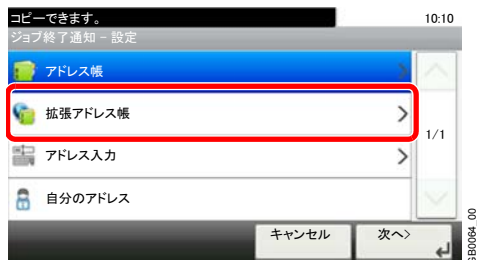 コピーできます。 10:10
ジョブ終了通知 - 設定
アドレス帳
拡張アドレス帳
1/1
アドレス入力
自分のアドレス
キャンセル 次へ>
GB0064_00